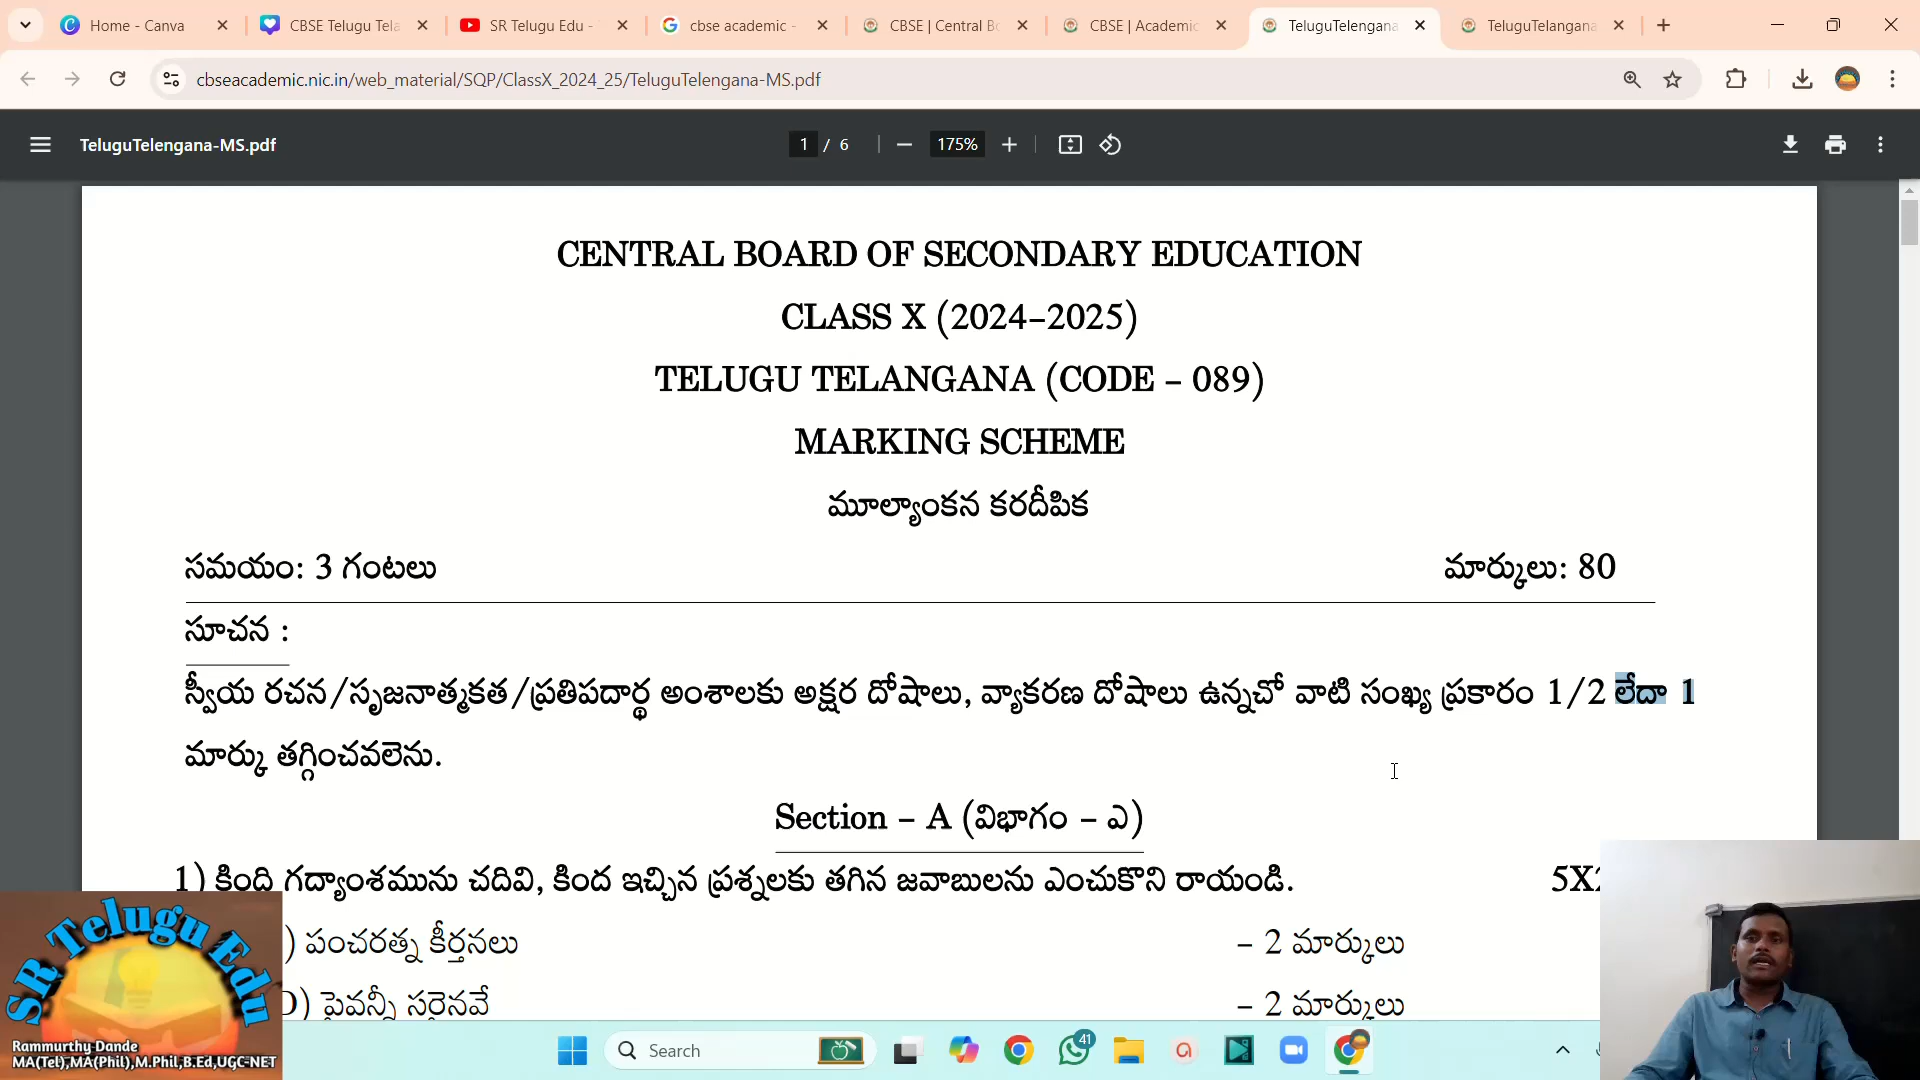 Home - Canva
CBSE Telugu Tela
SR Telugu Edu -
cbse academic -
CBSE | Central Bo
CBSE | Academic
TeluguTelengana
TeluguTelangana
cbseacademic.nic.in/web_material/SQP/ClassX_2024_25/TeluguTelengana-MS.pdf
TeluguTelengana-MS.pdf
1 / 6
175%
CENTRAL BOARD OF SECONDARY EDUCATION
CLASS X (2024–2025)
TELUGU TELANGANA (CODE – 089)
MARKING SCHEME
మూల్యాంకన కరదీపిక
సమయం: 3 గంటలు మార్కులు: 80
సూచన :
స్వీయ రచన/సృజనాత్మకత/ప్రతిపదార్థ అంశాలకు అక్షర దోషాలు, వ్యాకరణ దోషాలు ఉన్నచో వాటి సంఖ్య ప్రకారం 1/2 లేదా 1
మార్కు తగ్గించవలెను.
Section – A (విభాగం – ఎ)
1) కింది గద్యాంశమును చదివి, కింద ఇచ్చిన ప్రశ్నలకు తగిన జవాబులను ఎంచుకొని రాయండి. 5X2
) పంచరత్న కీర్తనలు – 2 మార్కులు
D) పైవన్నీ సరైనవే – 2 మార్కులు
SR Telugu Edu
Rammurthy Dande
MA(Tel),MA(Phil),M.Phil,B.Ed,UGC-NET
Search
41